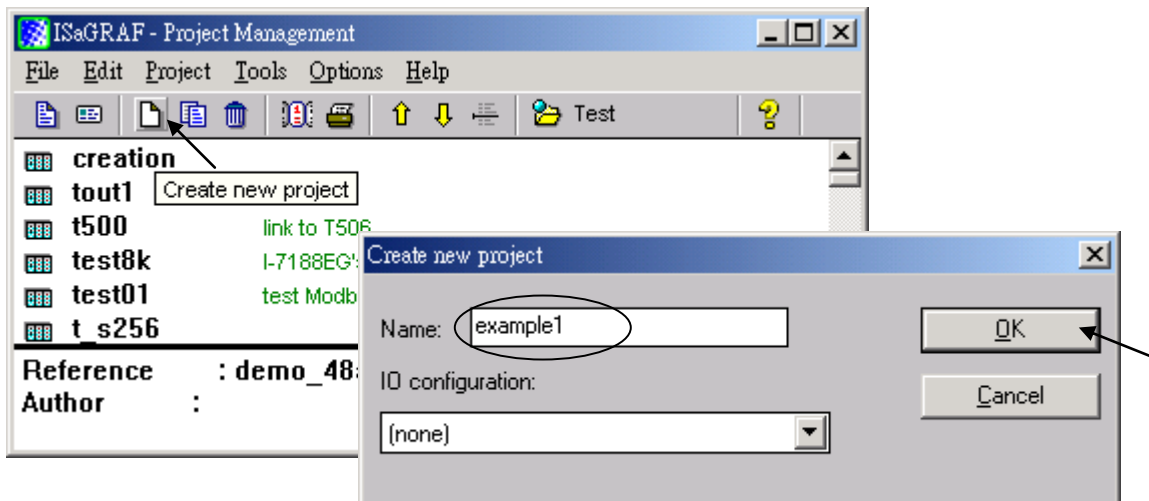 ISaGRAF - Project Management
File Edit Project Tools Options Help
Test
creation
tout1
Create new project
t500 link to T506
test8k I-7188EG's
test01 test Modb
t_s256
Reference : demo_48
Author :
Create new project
Name: example1
OK
IO configuration:
Cancel
(none)